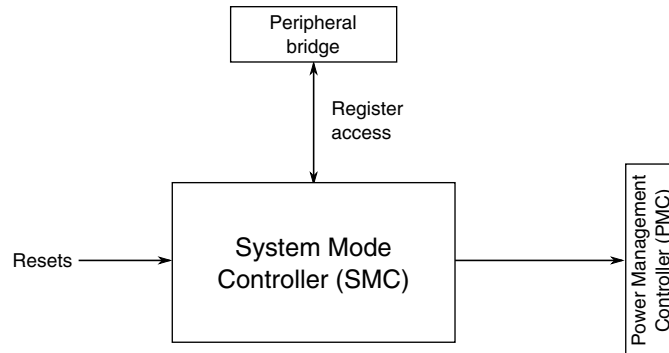 Peripheral
bridge
Register
access
Resets
System Mode
Controller (SMC)
Power Management
Controller (PMC)